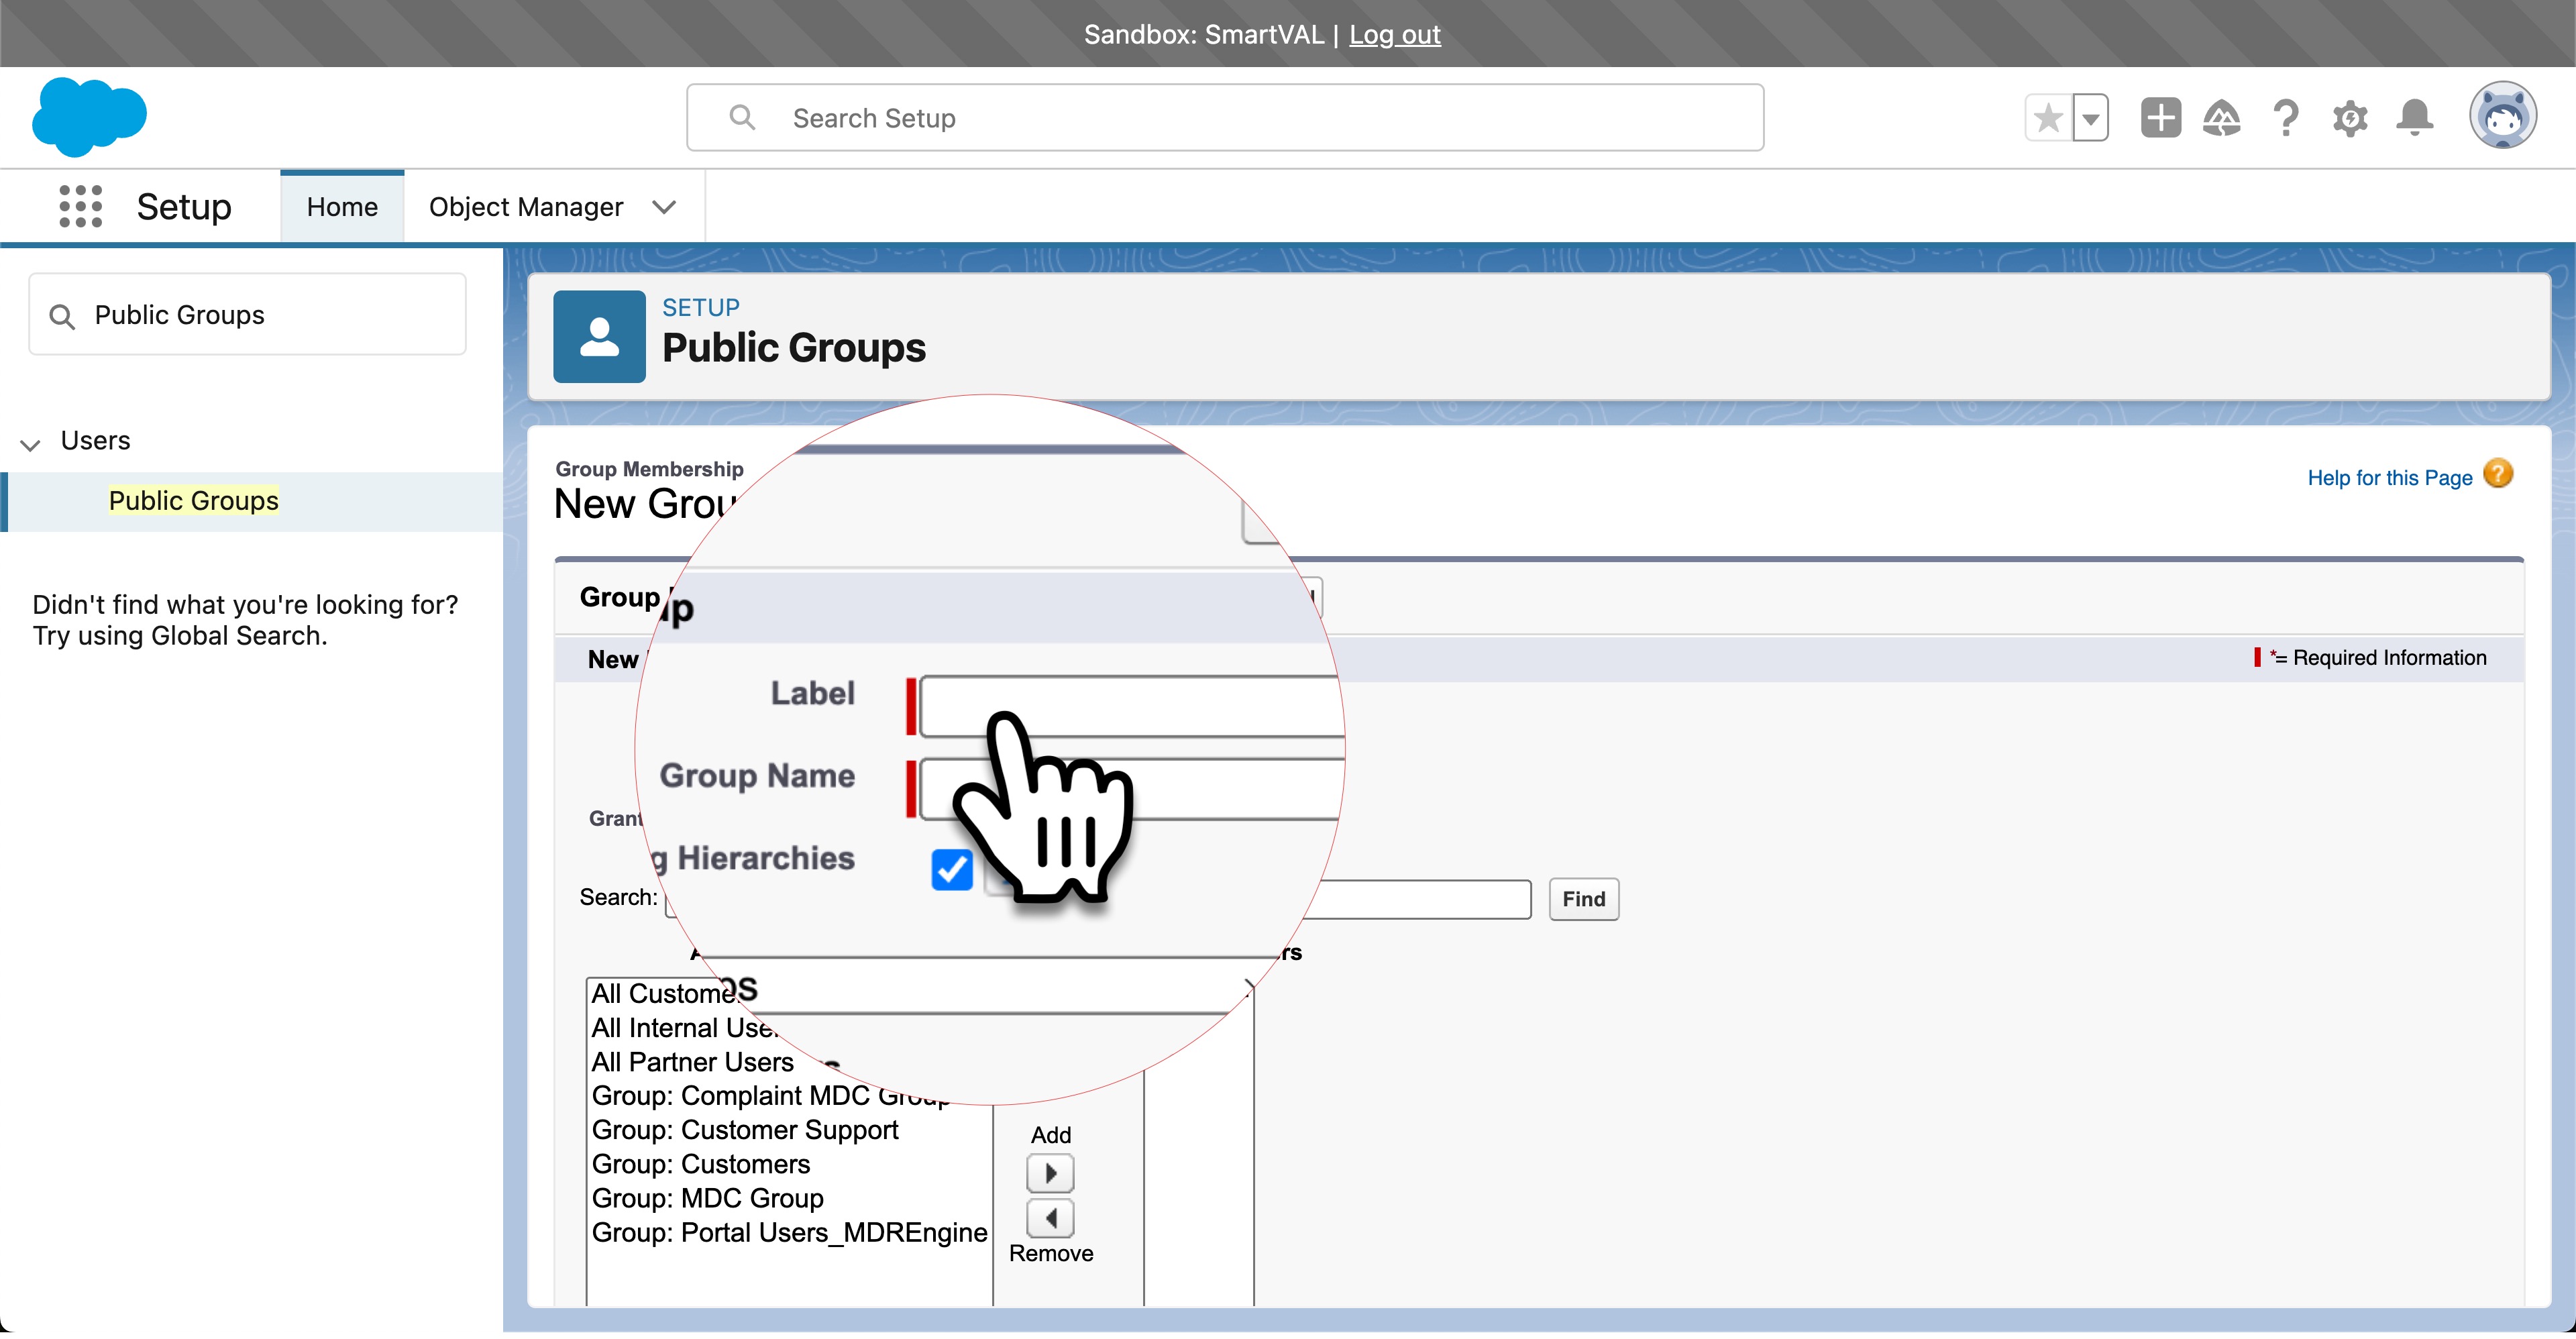 Sandbox: SmartVAL | Log out
Search Setup
Setup
Home
Object Manager
Public Groups
Users
Public Groups
Didn't find what you're looking for?
Try using Global Search.
SETUP
Public Groups
Group Membership
New Grou
Help for this Page
Group
New
*= Required Information
Label
Group Name
Grant
g Hierarchies
Search:
Find
rs
All Custome
All Internal Use
All Partner Users
Group: Complaint MDC Group
Group: Customer Support
Group: Customers
Group: MDC Group
Group: Portal Users_MDREngine
Add
Remove